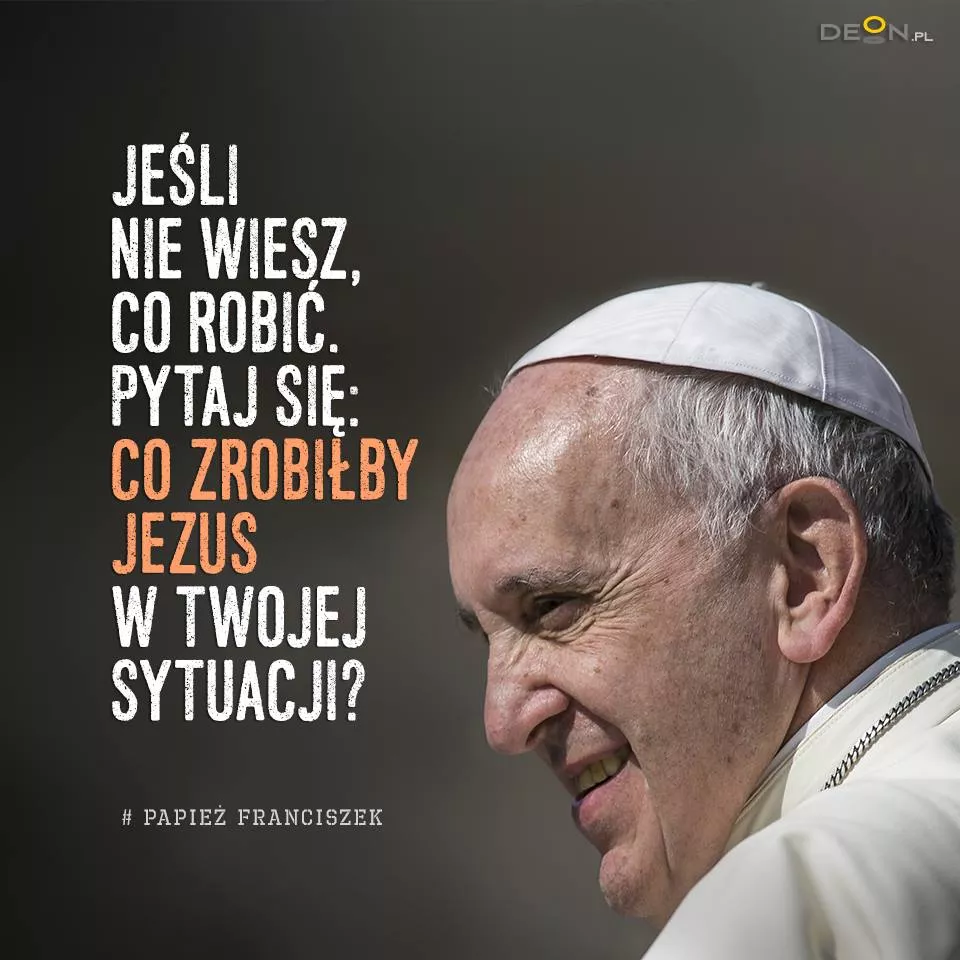 DEON.PL
JEŚLI
NIE WIESZ,
CO ROBIĆ.
PYTAJ SIĘ:
CO ZROBIŁBY
JEZUS
W TWOJEJ
SYTUACJI?
# PAPIEŻ FRANCISZEK